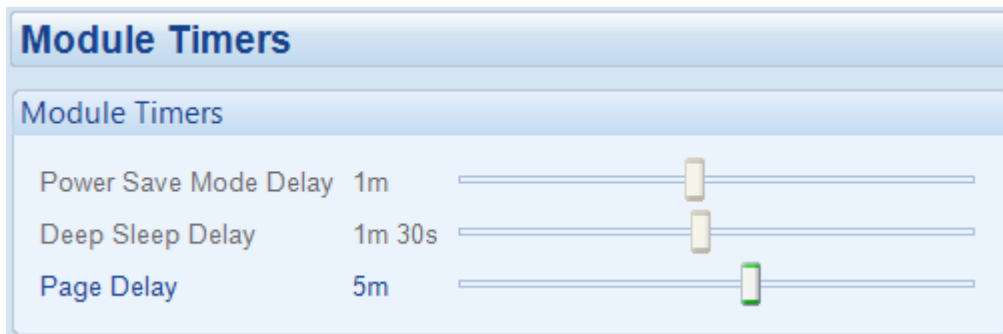 Module Timers
Module Timers
Power Save Mode Delay 1m
Deep Sleep Delay 1m 30s
Page Delay 5m